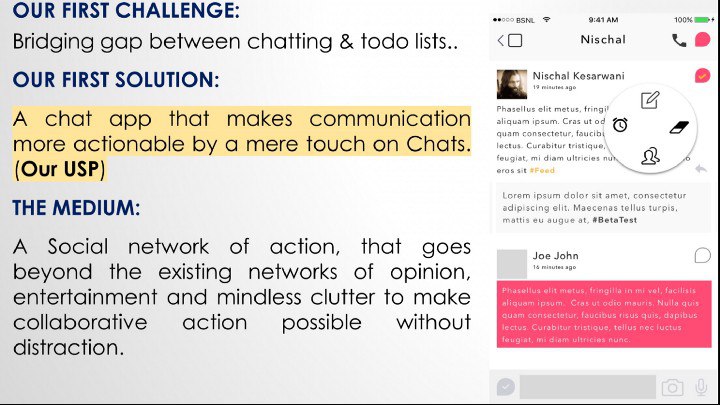 OUR FIRST CHALLENGE:
Bridging gap between chatting & todo lists..
OUR FIRST SOLUTION:
A chat app that makes communication
more actionable by a mere touch on Chats.
(Our USP)
THE MEDIUM:
A Social network of action, that goes
beyond the existing networks of opinion,
entertainment and mindless clutter to make
collaborative action possible without
distraction.
BSNL 9:41 AM 100%
Nischal
Nischal Kesarwani
19 minutes ago
Phasellus elit metus, fringil
aliquam ipsum. Cras ut od
quam consectetur, faucib
lectus. Curabitur tristique,
feugiat, mi diam ultricies nu
eros sit #Feed
Lorem ipsum dolor sit amet, consectetur
adipiscing elit. Maecenas tellus turpis,
mattis eu augue at, #BetaTest
Joe John
16 minutes ago
Phasellus elit metus, fringilla in mi vel, facilisis
aliquam ipsum. Cras ut odio mauris. Nulla quis
quam consectetur, faucibus risus quis, dapibus
lectus. Curabitur tristique, tellus nec luctus
feugiat, mi diam ultricies nunc.